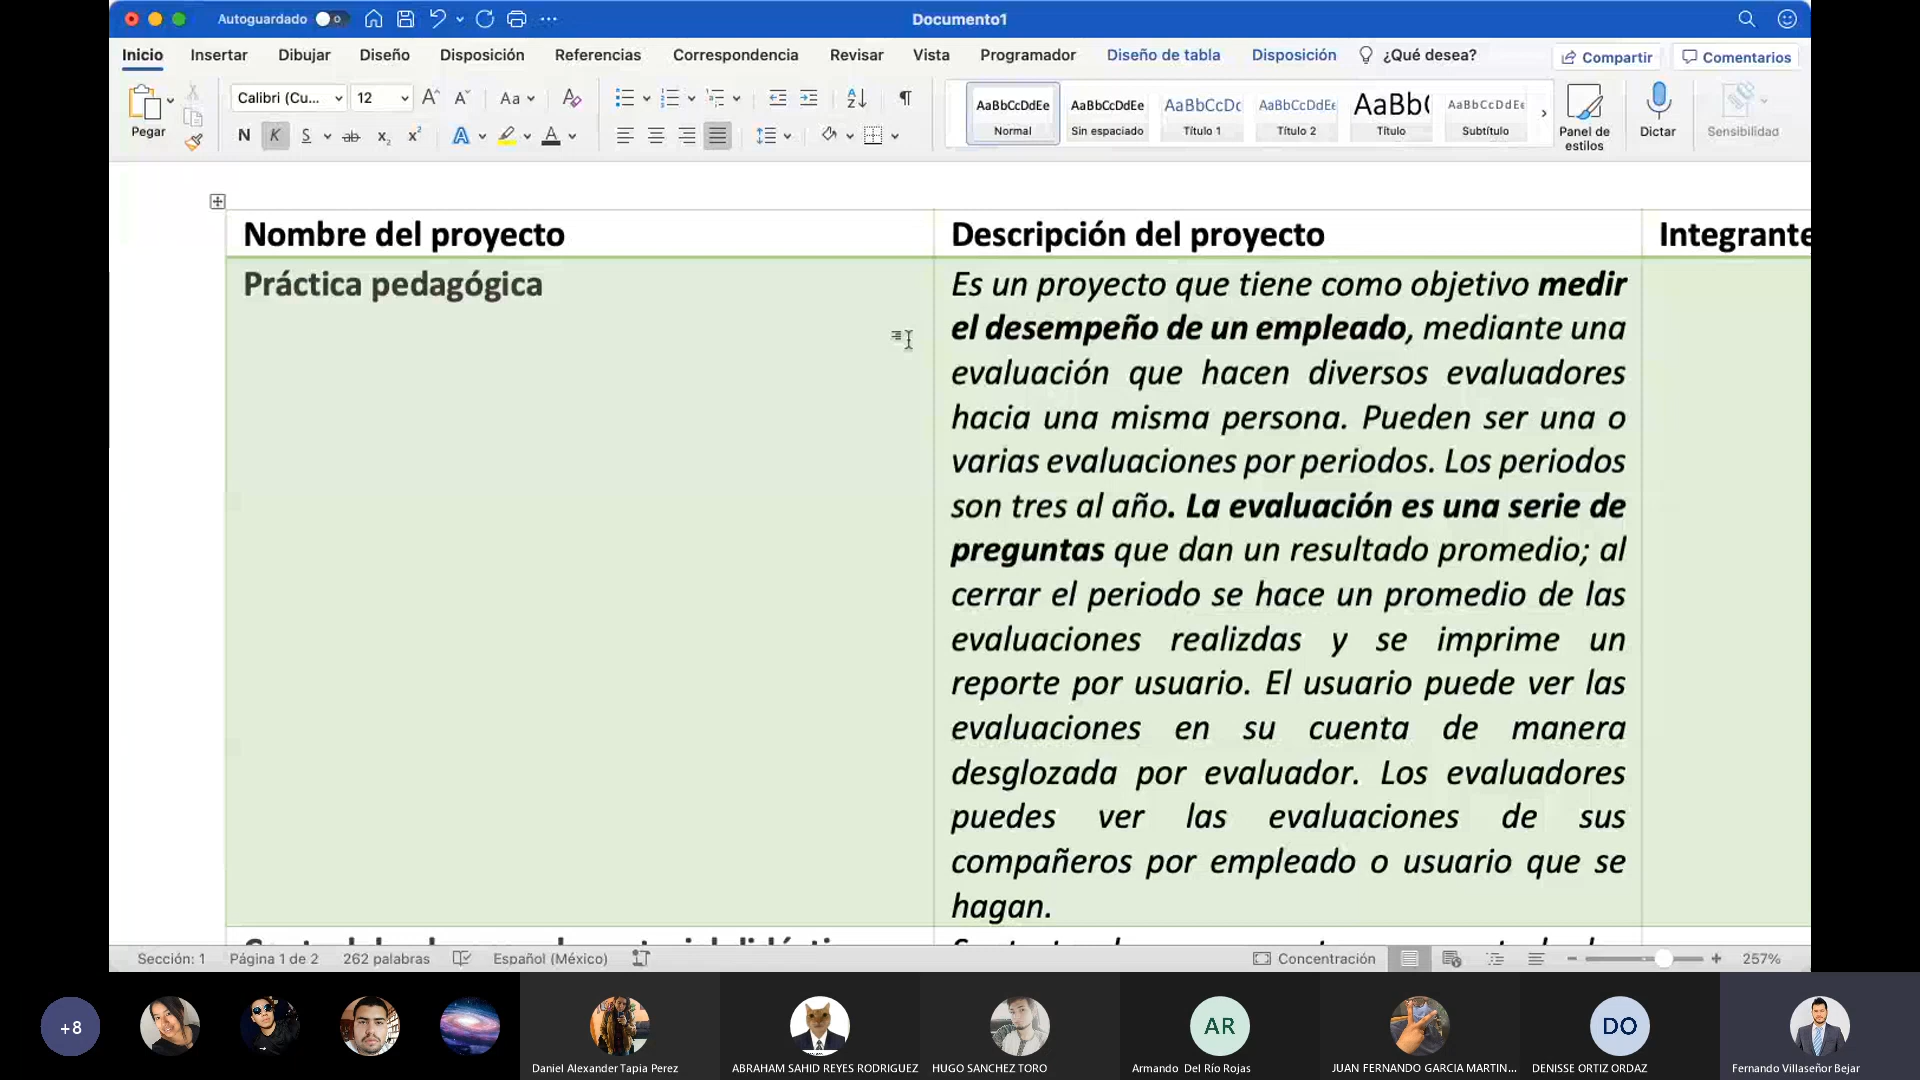 Autoguardado
Documento1
Inicio Insertar Dibujar Diseño Disposición Referencias Correspondencia Revisar Vista Programador Diseño de tabla Disposición ¿Qué desea? Compartir Comentarios
Pegar
Calibri (Cu... 12
Aa
N K S ab x₂ x²
AaBbCcDdEe
Normal
AaBbCcDdEe
Sin espaciado
AaBbCcDc
Título 1
AaBbCcDdEe
Título 2
AaBb(
Título
AaBbCcDdEe
Subtítulo
Panel de
estilos
Dictar
Sensibilidad
Nombre del proyecto
Descripción del proyecto
Integrante
Práctica pedagógica
Es un proyecto que tiene como objetivo medir
el desempeño de un empleado, mediante una
evaluación que hacen diversos evaluadores
hacia una misma persona. Pueden ser una o
varias evaluaciones por periodos. Los periodos
son tres al año. La evaluación es una serie de
preguntas que dan un resultado promedio; al
cerrar el periodo se hace un promedio de las
evaluaciones realizdas y se imprime un
reporte por usuario. El usuario puede ver las
evaluaciones en su cuenta de manera
desglozada por evaluador. Los evaluadores
puedes ver las evaluaciones de sus
compañeros por empleado o usuario que se
hagan.
Sección: 1 Página 1 de 2 262 palabras Español (México) Concentración 257%
+8
AR
DO
Daniel Alexander Tapia Perez
ABRAHAM SAHID REYES RODRIGUEZ
HUGO SANCHEZ TORO
Armando Del Río Rojas
JUAN FERNANDO GARCIA MARTIN...
DENISSE ORTIZ ORDAZ
Fernando Villaseñor Bejar